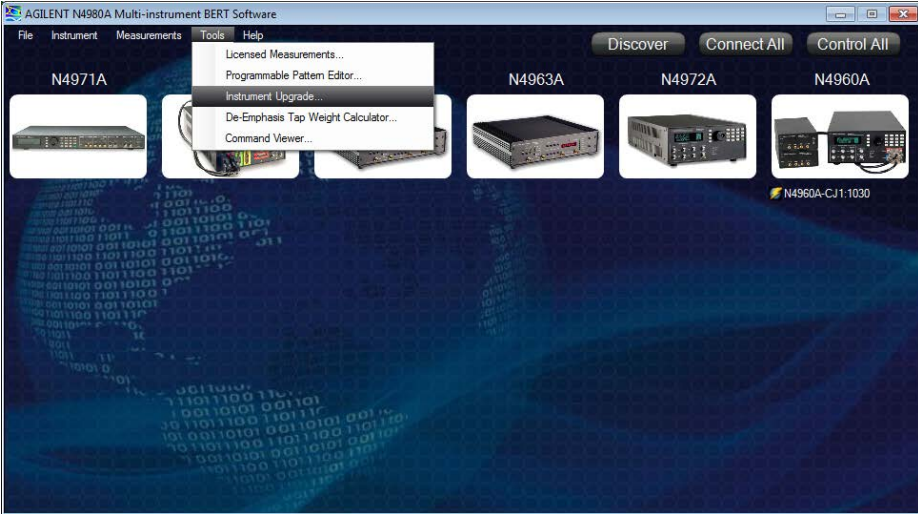 AGILENT N4980A Multi-instrument BERT Software
File Instrument Measurements Tools Help
Discover Connect All Control All
Licensed Measurements...
Programmable Pattern Editor...
Instrument Upgrade...
De-Emphasis Tap Weight Calculator...
Command Viewer...
N4971A N4963A N4972A N4960A
N4960A-CJ1:1030